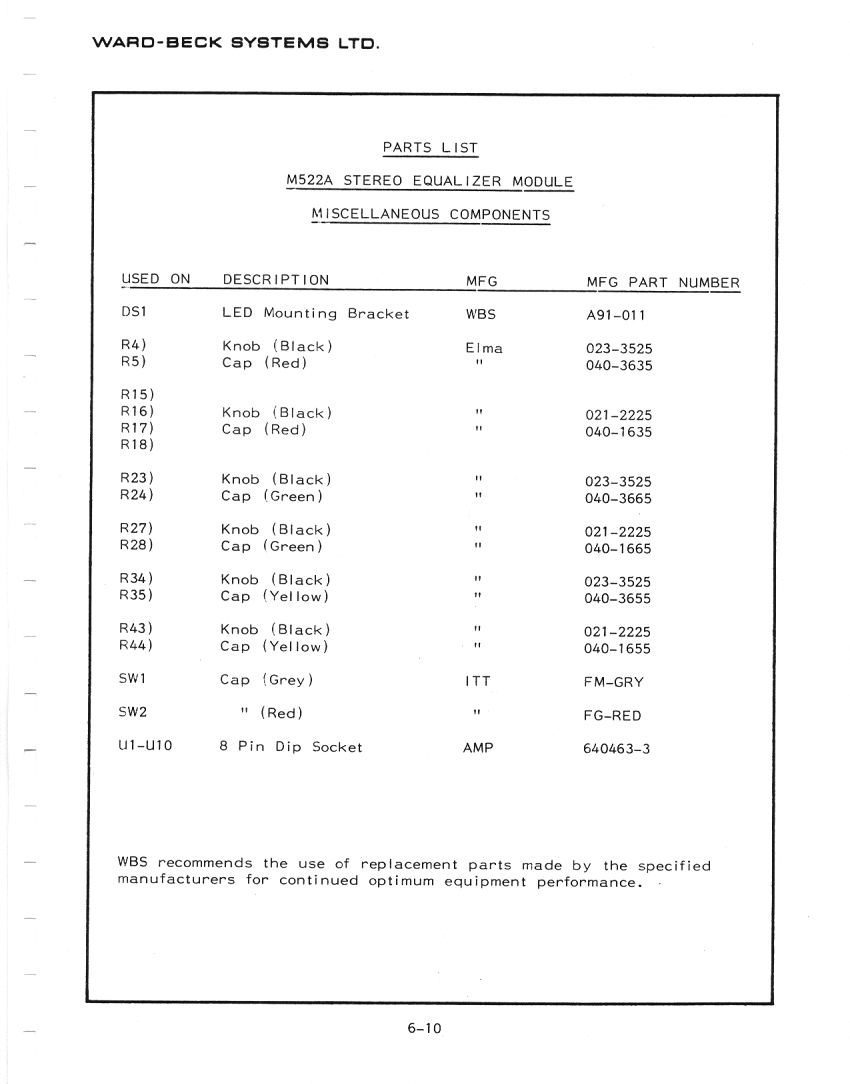 WARD-BECK SYSTEMS LTD.
PARTS LIST
M522A STEREO EQUALIZER MODULE
MISCELLANEOUS COMPONENTS
USED ON DESCRIPTION MFG MFG PART NUMBER
DS1 LED Mounting Bracket WBS A91-011
R4) Knob (Black) Elma 023-3525
R5) Cap (Red) " 040-3635
R15)
R16) Knob (Black) " 021-2225
R17) Cap (Red) " 040-1635
R18)
R23) Knob (Black) " 023-3525
R24) Cap (Green) " 040-3665
R27) Knob (Black) " 021-2225
R28) Cap (Green) " 040-1665
R34) Knob (Black) " 023-3525
R35) Cap (Yellow) " 040-3655
R43) Knob (Black) " 021-2225
R44) Cap (Yellow) " 040-1655
SW1 Cap (Grey) ITT FM-GRY
SW2 " (Red) " FG-RED
U1-U10 8 Pin Dip Socket AMP 640463-3
WBS recommends the use of replacement parts made by the specified
manufacturers for continued optimum equipment performance.
6-10